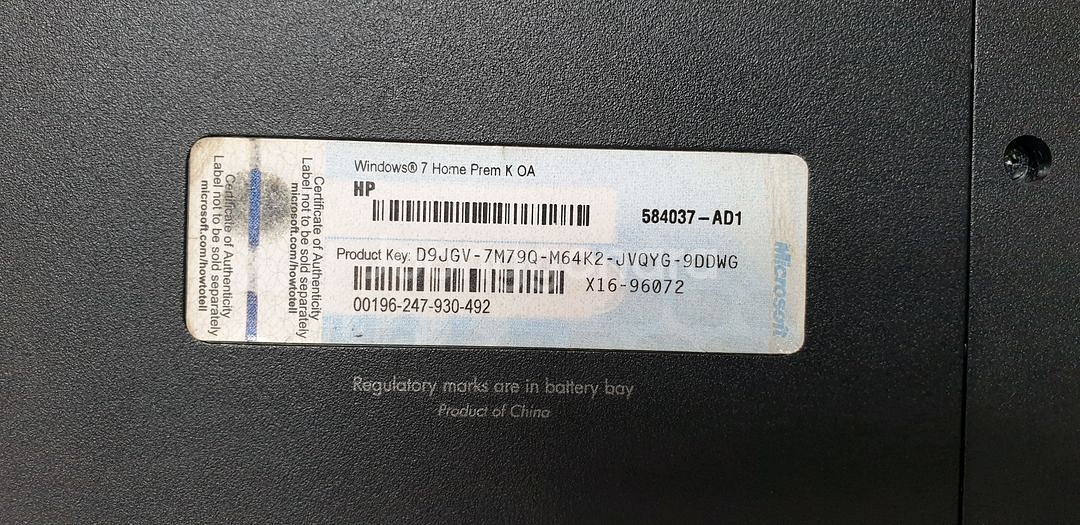 Windows® 7 Home Prem K OA
HP
584037-AD1
Product Key: D9JGV-7M79Q-M64K2-JVQYG-9DDWG
X16-96072
00196-247-930-492
Microsoft
Certificate of Authenticity
Label not to be sold separately
microsoft.com/howtotell
Certificate of Authenticity
Label not to be sold separately
microsoft.com/howtotell
Regulatory marks are in battery bay
Product of China